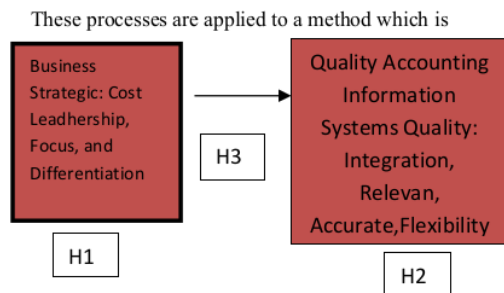 These processes are applied to a method which is
Business
Strategic: Cost
Leadhership,
Focus, and
Differentiation
H3
H1
Quality Accounting
Information
Systems Quality:
Integration,
Relevan,
Accurate,Flexibility
H2